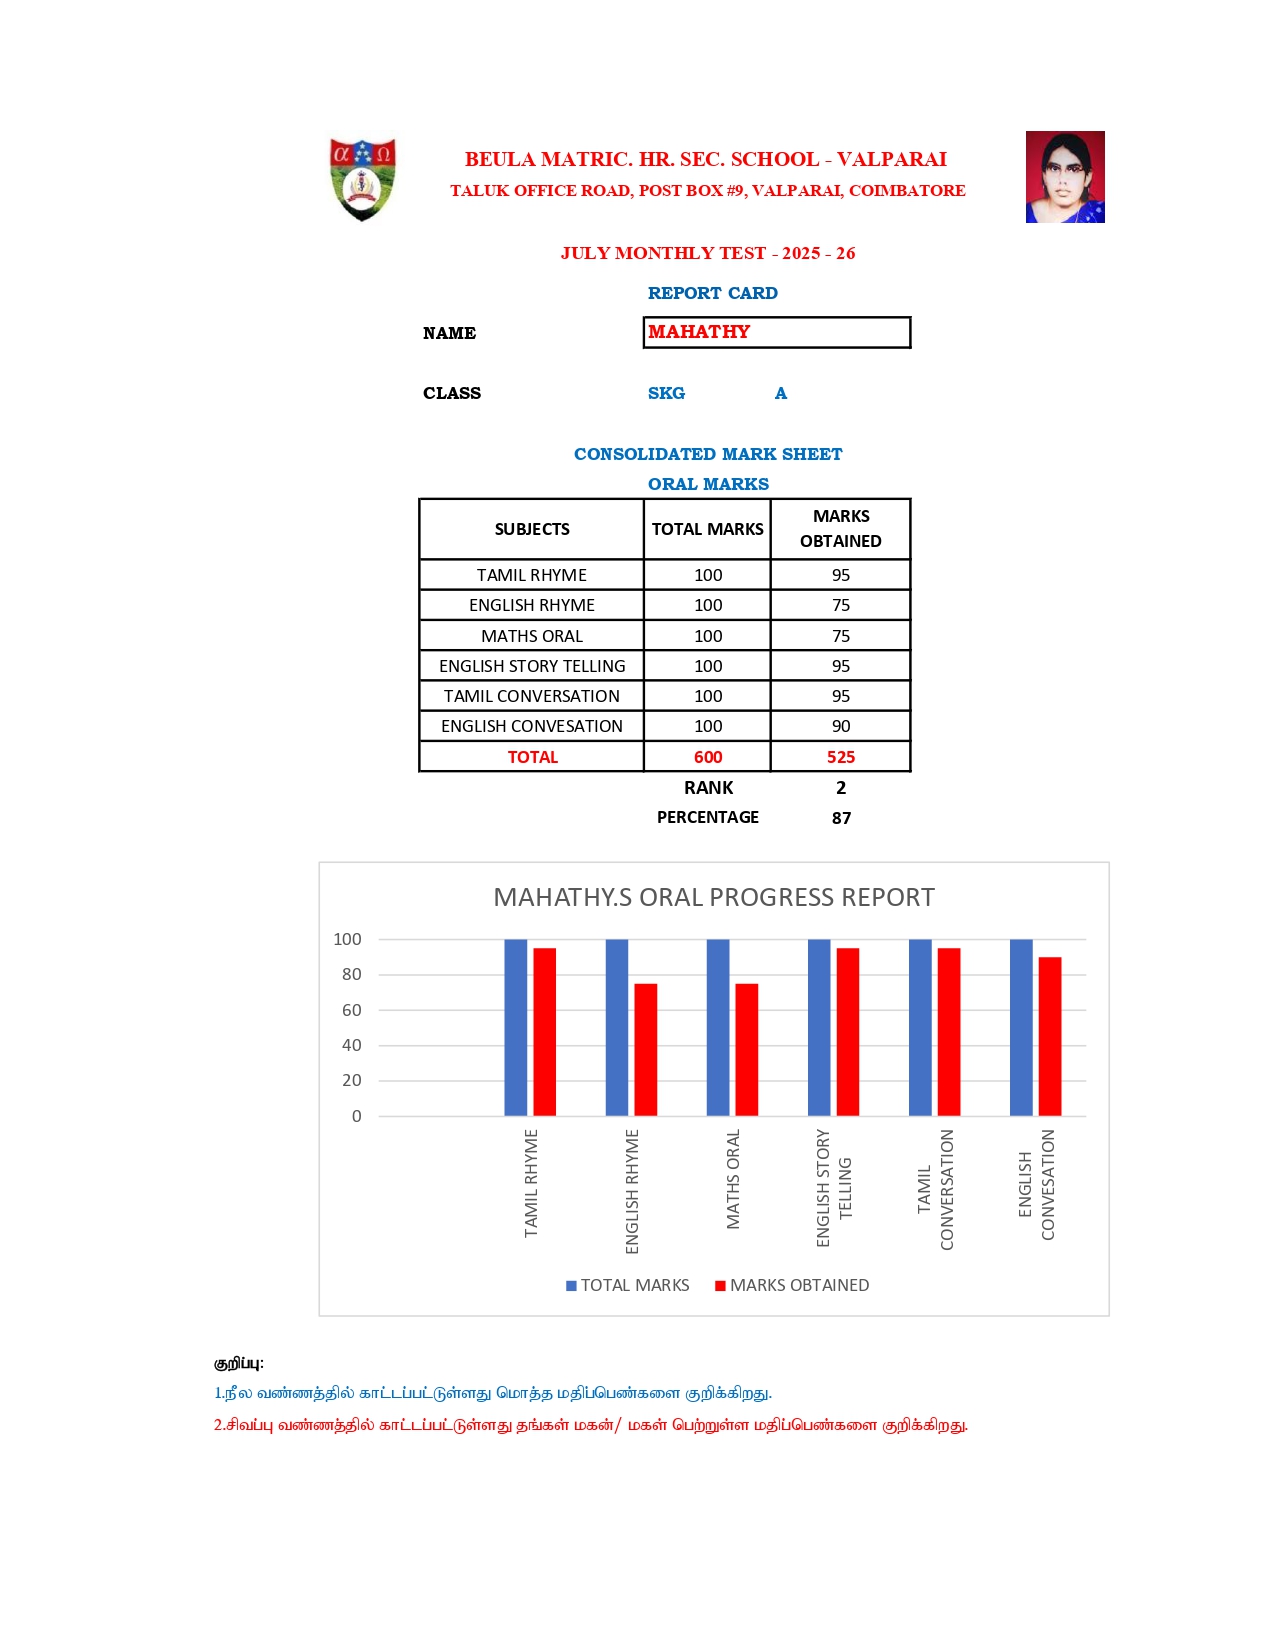 α Ω
BEULA MATRIC. HR. SEC. SCHOOL - VALPARAI
TALUK OFFICE ROAD, POST BOX #9, VALPARAI, COIMBATORE
JULY MONTHLY TEST - 2025 - 26
REPORT CARD
NAME MAHATHY
CLASS SKG A
CONSOLIDATED MARK SHEET
ORAL MARKS
SUBJECTS TOTAL MARKS MARKS OBTAINED
TAMIL RHYME 100 95
ENGLISH RHYME 100 75
MATHS ORAL 100 75
ENGLISH STORY TELLING 100 95
TAMIL CONVERSATION 100 95
ENGLISH CONVESATION 100 90
TOTAL 600 525
RANK 2
PERCENTAGE 87
MAHATHY.S ORAL PROGRESS REPORT
100
80
60
40
20
0
TAMIL RHYME
ENGLISH RHYME
MATHS ORAL
ENGLISH STORY TELLING
TAMIL CONVERSATION
ENGLISH CONVESATION
TOTAL MARKS MARKS OBTAINED
குறிப்பு:
1.நீல வண்ணத்தில் காட்டப்பட்டுள்ளது மொத்த மதிப்பெண்களை குறிக்கிறது.
2.சிவப்பு வண்ணத்தில் காட்டப்பட்டுள்ளது தங்கள் மகன்/ மகள் பெற்றுள்ள மதிப்பெண்களை குறிக்கிறது.